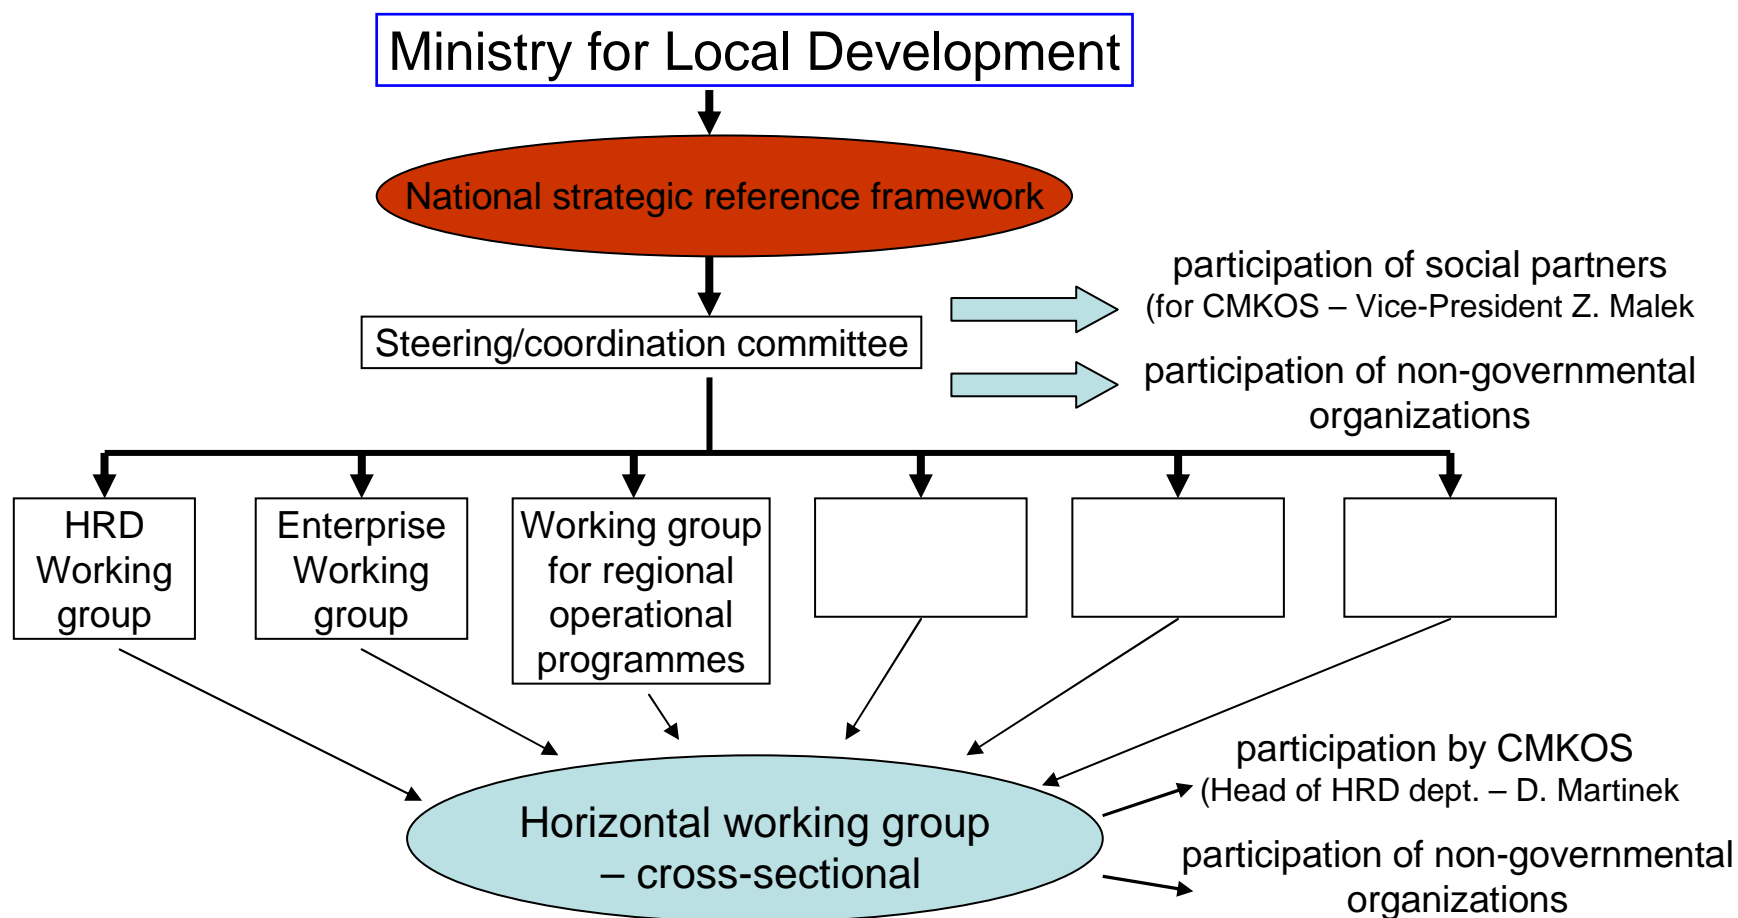 Ministry for Local Development
National strategic reference framework
participation of social partners
(for CMKOS – Vice-President Z. Malek
Steering/coordination committee
participation of non-governmental
organizations
HRD
Working
group
Enterprise
Working
group
Working group
for regional
operational
programmes
participation by CMKOS
(Head of HRD dept. – D. Martinek
Horizontal working group
– cross-sectional
participation of non-governmental
organizations